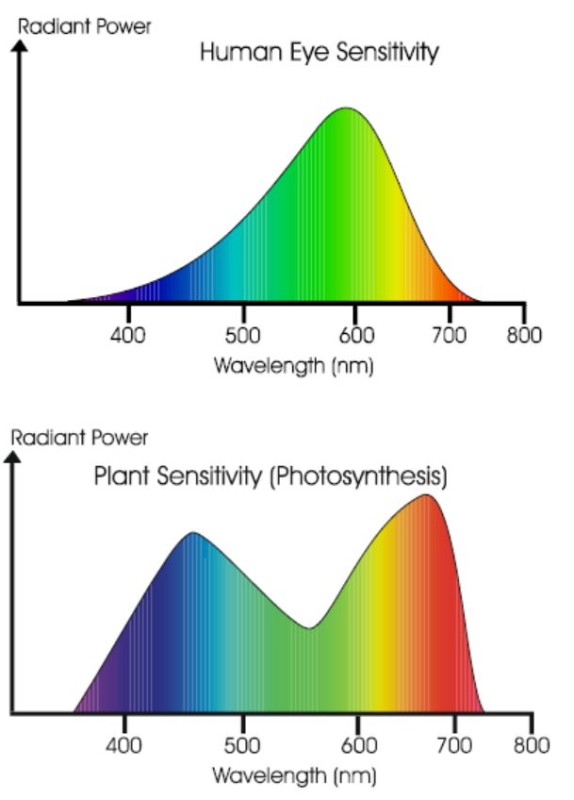 Radiant Power
Human Eye Sensitivity
400 500 600 700 800
Wavelength (nm)
Radiant Power
Plant Sensitivity (Photosynthesis)
400 500 600 700 800
Wavelength (nm)